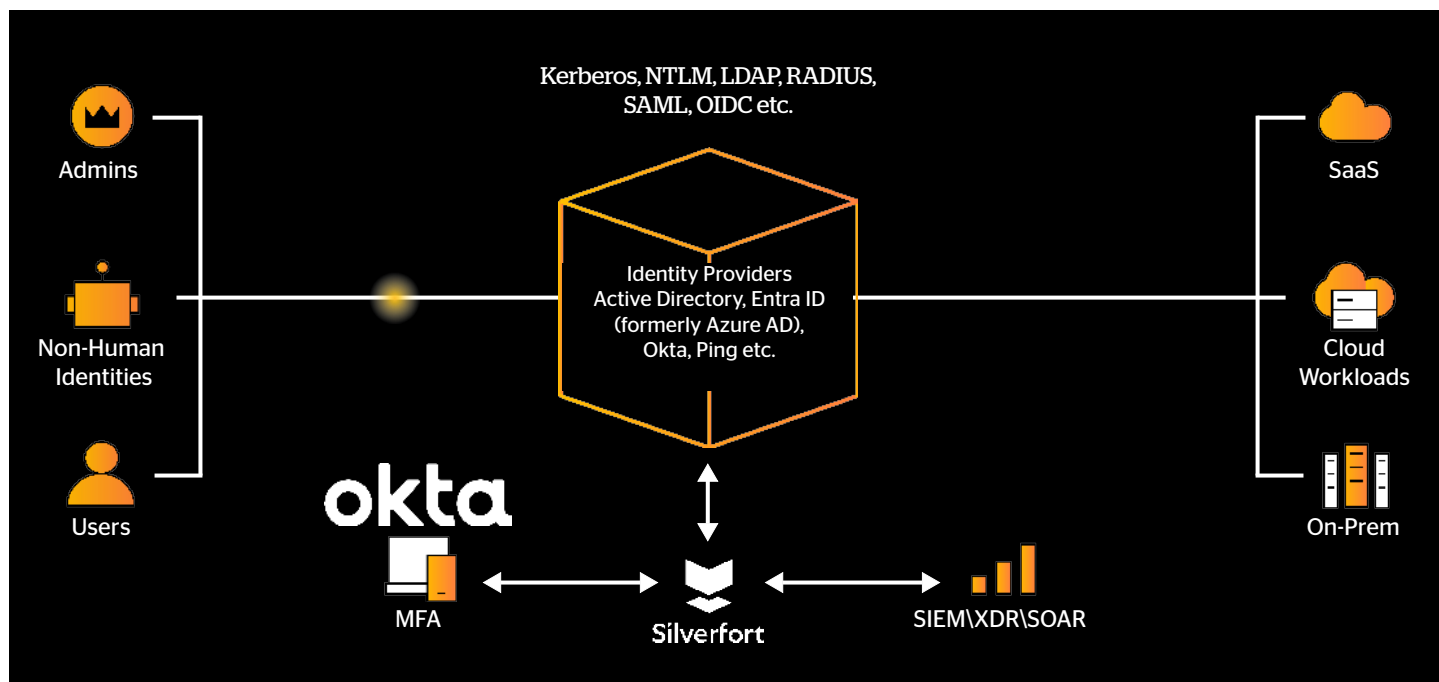 Kerberos, NTLM, LDAP, RADIUS,
SAML, OIDC etc.
Admins
SaaS
Identity Providers
Active Directory, Entra ID
(formerly Azure AD),
Okta, Ping etc.
Non-Human
Identities
Cloud
Workloads
okta
Users
On-Prem
MFA
Silverfort
SIEM\XDR\SOAR